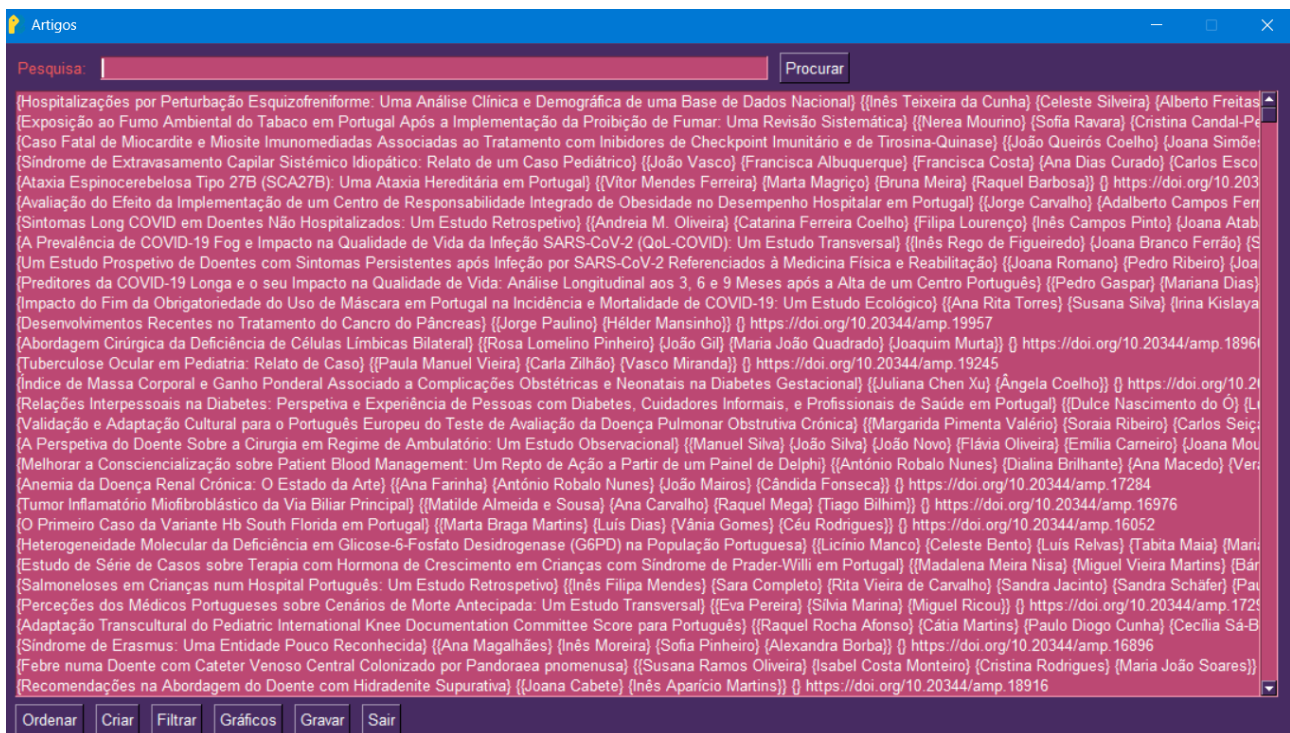 Artigos
Pesquisa: Procurar
{Hospitalizações por Perturbação Esquizofreniforme: Uma Análise Clínica e Demográfica de uma Base de Dados Nacional} {{Inês Teixeira da Cunha} {Celeste Silveira} {Alberto Freitas
{Exposição ao Fumo Ambiental do Tabaco em Portugal Após a Implementação da Proibição de Fumar: Uma Revisão Sistemática} {{Nerea Mourino} {Sofía Ravara} {Cristina Candal-Pe
{Caso Fatal de Miocardite e Miosite Imunomediadas Associadas ao Tratamento com Inibidores de Checkpoint Imunitário e de Tirosina-Quinase} {{João Queirós Coelho} {Joana Simões
{Síndrome de Extravasamento Capilar Sistémico Idiopático: Relato de um Caso Pediátrico} {{João Vasco} {Francisca Albuquerque} {Francisca Costa} {Ana Dias Curado} {Carlos Esco
{Ataxia Espinocerebelosa Tipo 27B (SCA27B): Uma Ataxia Hereditária em Portugal} {{Vítor Mendes Ferreira} {Marta Magriço} {Bruna Meira} {Raquel Barbosa}} {} https://doi.org/10.203
{Avaliação do Efeito da Implementação de um Centro de Responsabilidade Integrado de Obesidade no Desempenho Hospitalar em Portugal} {{Jorge Carvalho} {Adalberto Campos Fern
{Sintomas Long COVID em Doentes Não Hospitalizados: Um Estudo Retrospetivo} {{Andreia M. Oliveira} {Catarina Ferreira Coelho} {Filipa Lourenço} {Inês Campos Pinto} {Joana Atab
{A Prevalência de COVID-19 Fog e Impacto na Qualidade de Vida da Infeção SARS-CoV-2 (QoL-COVID): Um Estudo Transversal} {{Inês Rego de Figueiredo} {Joana Branco Ferrão} {S
{Um Estudo Prospetivo de Doentes com Sintomas Persistentes após Infeção por SARS-CoV-2 Referenciados à Medicina Física e Reabilitação} {{Joana Romano} {Pedro Ribeiro} {Joa
{Preditores da COVID-19 Longa e o seu Impacto na Qualidade de Vida: Análise Longitudinal aos 3, 6 e 9 Meses após a Alta de um Centro Português} {{Pedro Gaspar} {Mariana Dias}
{Impacto do Fim da Obrigatoriedade do Uso de Máscara em Portugal na Incidência e Mortalidade de COVID-19: Um Estudo Ecológico} {{Ana Rita Torres} {Susana Silva} {Irina Kislaya
{Desenvolvimentos Recentes no Tratamento do Cancro do Pâncreas} {{Jorge Paulino} {Hélder Mansinho}} {} https://doi.org/10.20344/amp.19957
{Abordagem Cirúrgica da Deficiência de Células Límbicas Bilateral} {{Rosa Lomelino Pinheiro} {João Gil} {Maria João Quadrado} {Joaquim Murta}} {} https://doi.org/10.20344/amp.1896
{Tuberculose Ocular em Pediatria: Relato de Caso} {{Paula Manuel Vieira} {Carla Zilhão} {Vasco Miranda}} {} https://doi.org/10.20344/amp.19245
{Índice de Massa Corporal e Ganho Ponderal Associado a Complicações Obstétricas e Neonatais na Diabetes Gestacional} {{Juliana Chen Xu} {Ângela Coelho}} {} https://doi.org/10.2
{Relações Interpessoais na Diabetes: Perspetiva e Experiência de Pessoas com Diabetes, Cuidadores Informais, e Profissionais de Saúde em Portugal} {{Dulce Nascimento do Ó} {L
{Validação e Adaptação Cultural para o Português Europeu do Teste de Avaliação da Doença Pulmonar Obstrutiva Crónica} {{Margarida Pimenta Valério} {Soraia Ribeiro} {Carlos Seiç
{A Perspetiva do Doente Sobre a Cirurgia em Regime de Ambulatório: Um Estudo Observacional} {{Manuel Silva} {João Silva} {João Novo} {Flávia Oliveira} {Emília Carneiro} {Joana Mou
{Melhorar a Consciencialização sobre Patient Blood Management: Um Repto de Ação a Partir de um Painel de Delphi} {{António Robalo Nunes} {Dialina Brilhante} {Ana Macedo} {Ver
{Anemia da Doença Renal Crónica: O Estado da Arte} {{Ana Farinha} {António Robalo Nunes} {João Mairos} {Cândida Fonseca}} {} https://doi.org/10.20344/amp.17284
{Tumor Inflamatório Miofibroblástico da Via Biliar Principal} {{Matilde Almeida e Sousa} {Ana Carvalho} {Raquel Mega} {Tiago Bilhim}} {} https://doi.org/10.20344/amp.16976
{O Primeiro Caso da Variante Hb South Florida em Portugal} {{Marta Braga Martins} {Luís Dias} {Vânia Gomes} {Céu Rodrigues}} {} https://doi.org/10.20344/amp.16052
{Heterogeneidade Molecular da Deficiência em Glicose-6-Fosfato Desidrogenase (G6PD) na População Portuguesa} {{Licínio Manco} {Celeste Bento} {Luís Relvas} {Tabita Maia} {Mari
{Estudo de Série de Casos sobre Terapia com Hormona de Crescimento em Crianças com Síndrome de Prader-Willi em Portugal} {{Madalena Meira Nisa} {Miguel Vieira Martins} {Bár
{Salmoneloses em Crianças num Hospital Português: Um Estudo Retrospetivo} {{Inês Filipa Mendes} {Sara Completo} {Rita Vieira de Carvalho} {Sandra Jacinto} {Sandra Schäfer} {Pau
{Perceções dos Médicos Portugueses sobre Cenários de Morte Antecipada: Um Estudo Transversal} {{Eva Pereira} {Sílvia Marina} {Miguel Ricou}} {} https://doi.org/10.20344/amp.1729
{Adaptação Transcultural do Pediatric International Knee Documentation Committee Score para Português} {{Raquel Rocha Afonso} {Cátia Martins} {Paulo Diogo Cunha} {Cecília Sá-B
{Síndrome de Erasmus: Uma Entidade Pouco Reconhecida} {{Ana Magalhães} {Inês Moreira} {Sofia Pinheiro} {Alexandra Borba}} {} https://doi.org/10.20344/amp.16896
{Febre numa Doente com Cateter Venoso Central Colonizado por Pandoraea pnomenusa} {{Susana Ramos Oliveira} {Isabel Costa Monteiro} {Cristina Rodrigues} {Maria João Soares}}
{Recomendações na Abordagem do Doente com Hidradenite Supurativa} {{Joana Cabete} {Inês Aparício Martins}} {} https://doi.org/10.20344/amp.18916
Ordenar Criar Filtrar Gráficos Gravar Sair